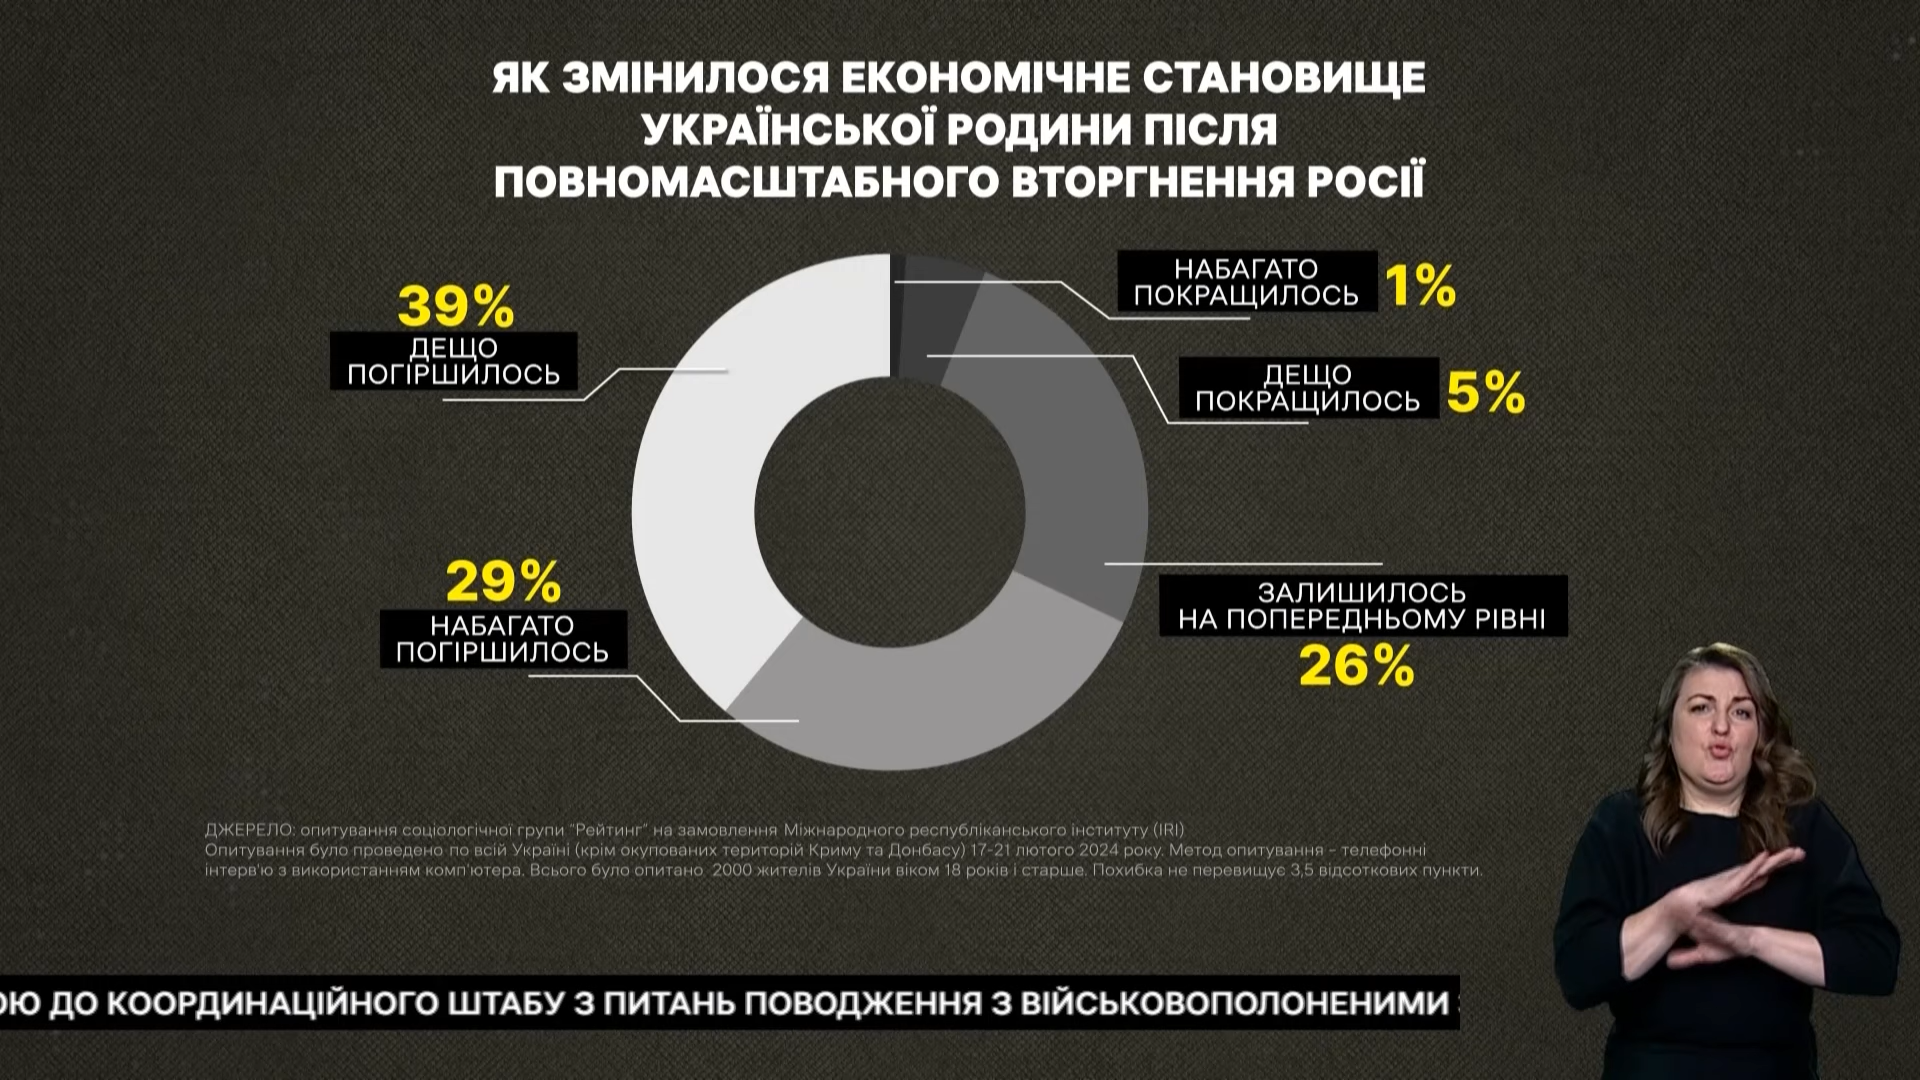 ЯК ЗМІНИЛОСЯ ЕКОНОМІЧНЕ СТАНОВИЩЕ
УКРАЇНСЬКОЇ РОДИНИ ПІСЛЯ
ПОВНОМАСШТАБНОГО ВТОРГНЕННЯ РОСІЇ
39%
ДЕЩО
ПОГІРШИЛОСЬ
НАБАГАТО
ПОКРАЩИЛОСЬ
1%
ДЕЩО
ПОКРАЩИЛОСЬ
5%
29%
НАБАГАТО
ПОГІРШИЛОСЬ
ЗАЛИШИЛОСЬ
НА ПОПЕРЕДНЬОМУ РІВНІ
26%
ДЖЕРЕЛО: опитування соціологічної групи "Рейтинг" на замовлення Міжнародного республіканського інституту (IRI)
Опитування було проведено по всій Україні (крім окупованих територій Криму та Донбасу) 17-21 лютого 2024 року. Метод опитування - телефонні
інтерв'ю з використанням комп'ютера. Всього було опитано 2000 жителів України віком 18 років і старше. Похибка не перевищує 3,5 відсоткових пункти.
ДО КООРДИНАЦІЙНОГО ШТАБУ З ПИТАНЬ ПОВОДЖЕННЯ З ВІЙСЬКОВОПОЛОНЕНИМИ